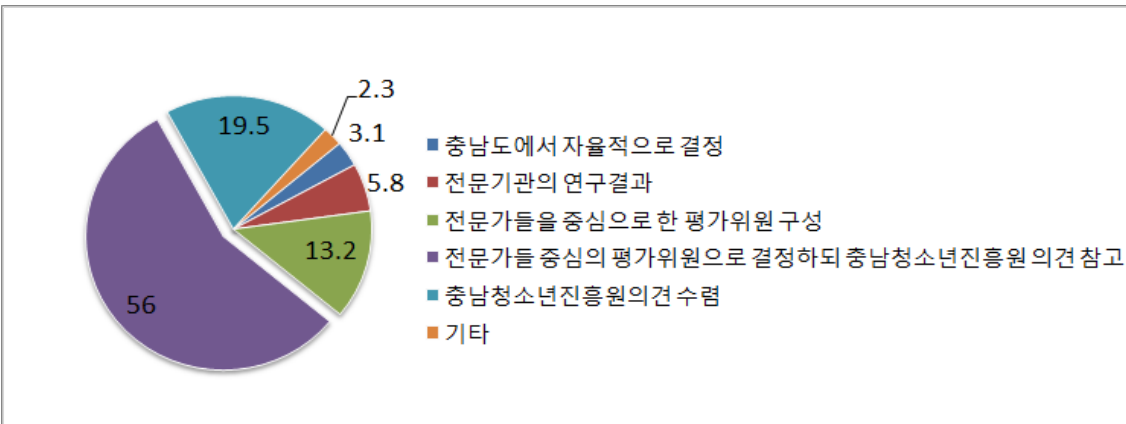 2.3
19.5
3.1
5.8
13.2
56
충남도에서 자율적으로 결정
전문기관의 연구결과
전문가들을 중심으로 한 평가위원 구성
전문가들 중심의 평가위원으로 결정하되 충남청소년진흥원 의견 참고
충남청소년진흥원의견 수렴
기타